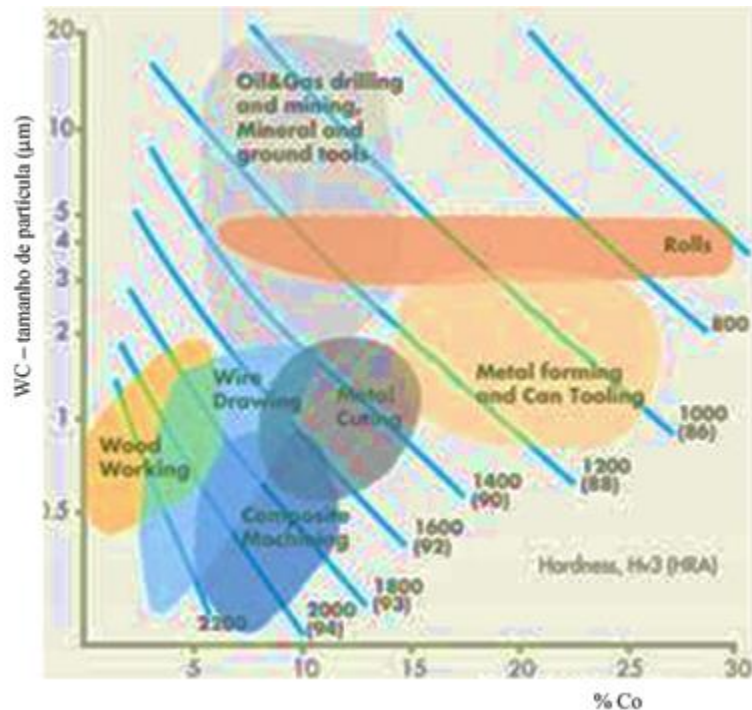 WC – tamanho de partícula (μm)
20
10
5
4
3
2
1
0.5
Oil&Gas drilling
and mining,
Mineral and
ground tools
Rolls
800
Wire
Drawing
Metal
Cuting
Metal forming
and Can Tooling
1000
(86)
Wood
Working
1200
(88)
1400
(90)
Composite
Machining
1600
(92)
Hardness, Hv3 (HRA)
1800
(93)
2000
(94)
2200
5
10
15
20
25
30
% Co